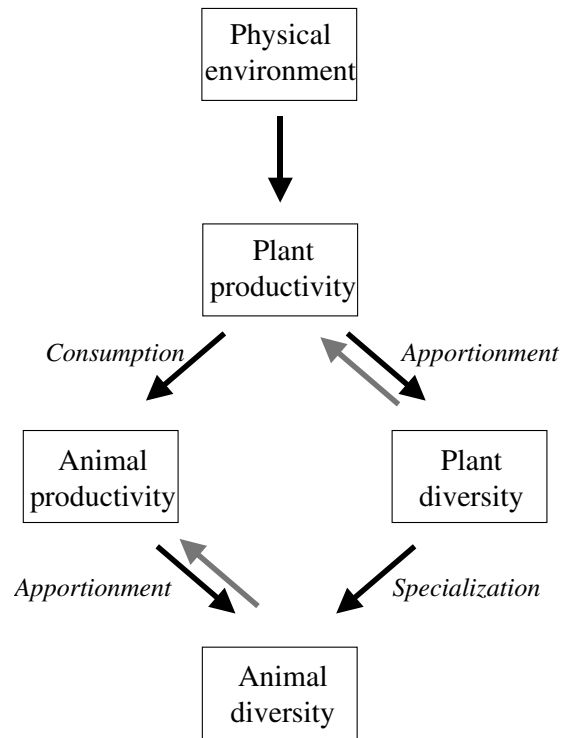 Physical
environment
Plant
productivity
Consumption
Apportionment
Animal
productivity
Plant
diversity
Apportionment
Specialization
Animal
diversity